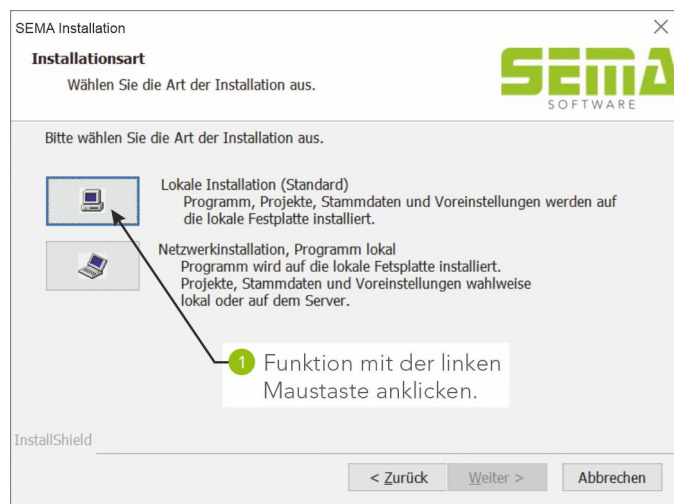 SEMA Installation
Installationsart
Wählen Sie die Art der Installation aus.
SEMA
SOFTWARE
Bitte wählen Sie die Art der Installation aus.
Lokale Installation (Standard)
Programm, Projekte, Stammdaten und Voreinstellungen werden auf
die lokale Festplatte installiert.
Netzwerkinstallation, Programm lokal
Programm wird auf die lokale Fetsplatte installiert.
Projekte, Stammdaten und Voreinstellungen wahlweise
lokal oder auf dem Server.
1 Funktion mit der linken
Maustaste anklicken.
InstallShield
< Zurück Weiter > Abbrechen